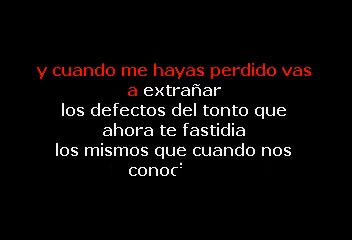 y cuando me hayas perdido vas
a extrañar
los defectos del tonto que
ahora te fastidia
los mismos que cuando nos